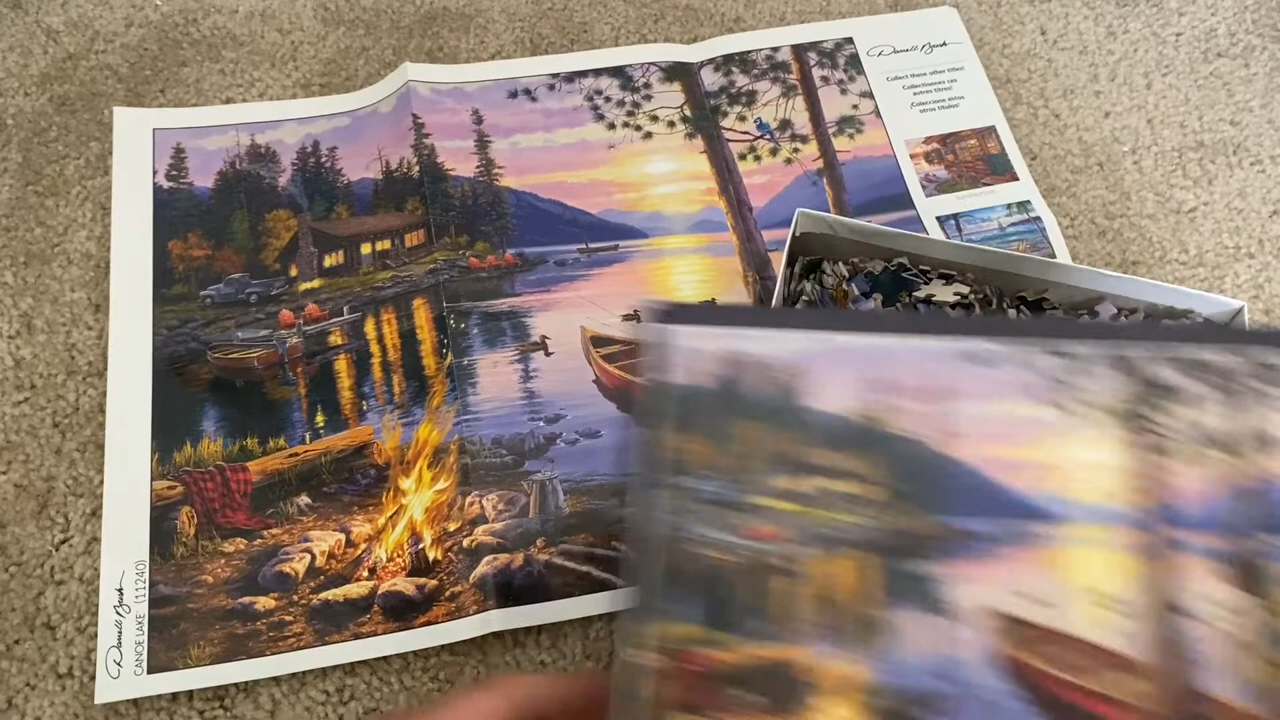 Darrell Bush
Collect these other titles!
Collectionnez ces
autres titres!
¡Coleccione estos
otros títulos!
Darrell Bush
CANOE LAKE (11240)